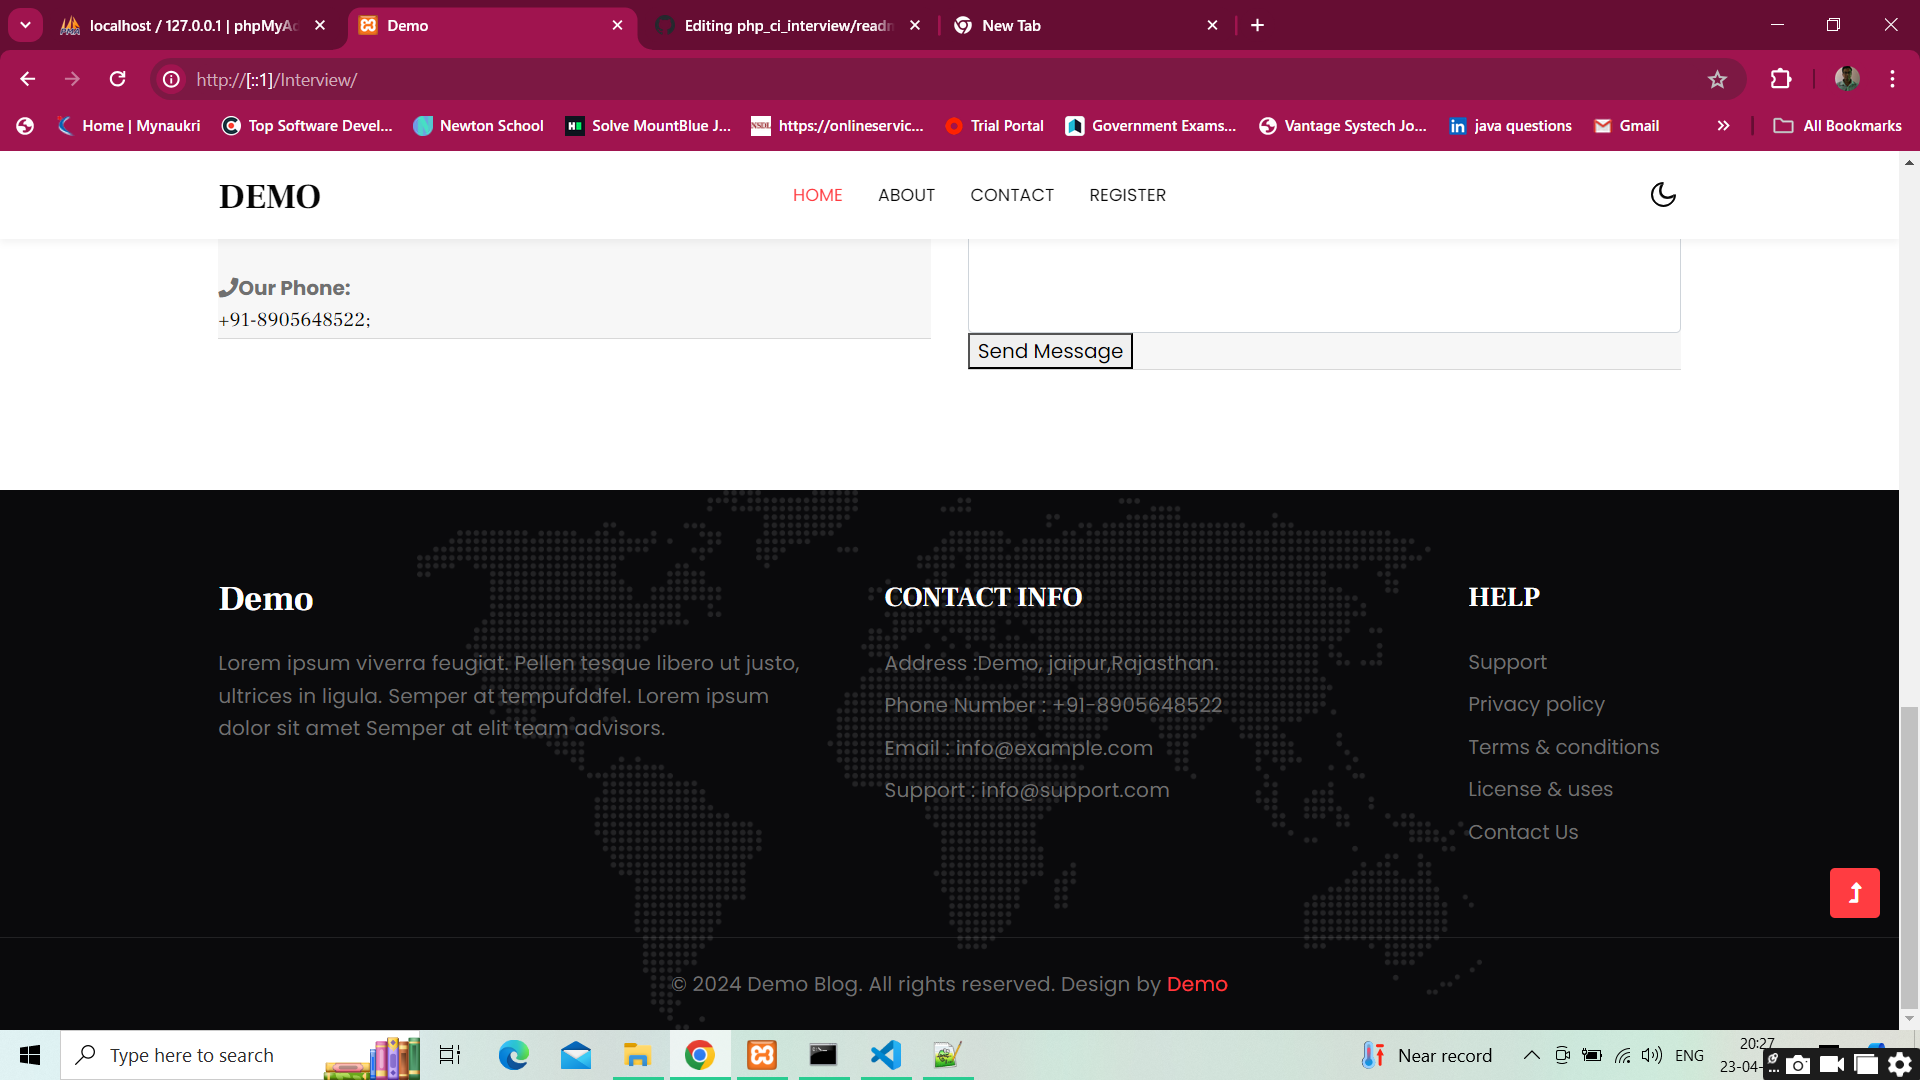 localhost / 127.0.0.1 | phpMyAd
Demo
Editing php_ci_interview/readn
New Tab
http://[::1]/Interview/
Home | Mynaukri
Top Software Devel...
Newton School
Solve MountBlue J...
NSDL
https://onlineservic...
Trial Portal
Government Exams...
Vantage Systech Jo...
java questions
Gmail
All Bookmarks
DEMO
HOME
ABOUT
CONTACT
REGISTER
Our Phone:
+91-8905648522;
Send Message
Demo
Lorem ipsum viverra feugiat. Pellen tesque libero ut justo,
ultrices in ligula. Semper at tempufddfel. Lorem ipsum
dolor sit amet Semper at elit team advisors.
CONTACT INFO
Address :Demo, jaipur,Rajasthan.
Phone Number : +91-8905648522
Email : info@example.com
Support : info@support.com
HELP
Support
Privacy policy
Terms & conditions
License & uses
Contact Us
© 2024 Demo Blog. All rights reserved. Design by Demo
Type here to search
Near record
ENG
20:27
23-04-